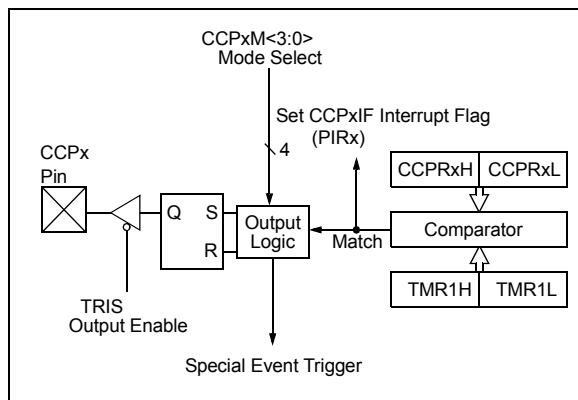 CCPxM<3:0>
Mode Select
Set CCPxIF Interrupt Flag
(PIRx)
4
CCPx
Pin
CCPRxH CCPRxL
Q S
Output
Logic
R
Match
Comparator
TRIS
Output Enable
TMR1H TMR1L
Special Event Trigger